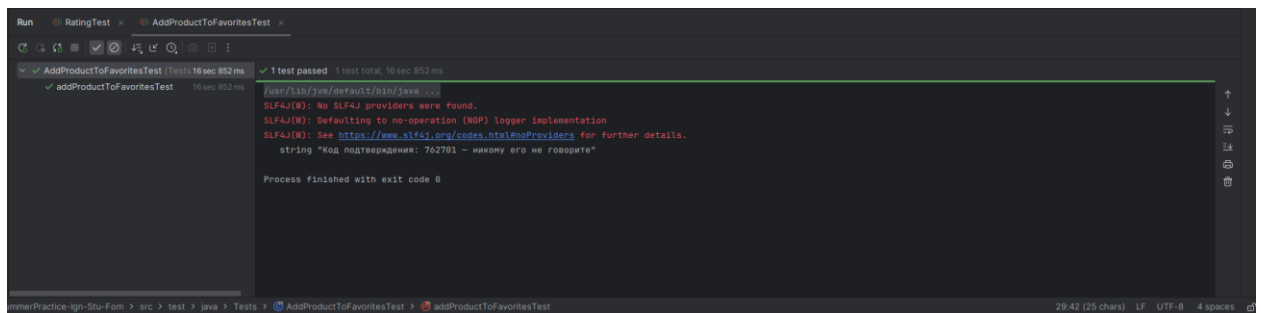 Run RatingTest × AddProductToFavoritesTest ×
AddProductToFavoritesTest (Tests 16 sec 852 ms
✓ 1 test passed 1 test total, 16 sec 852 ms
addProductToFavoritesTest 16 sec 852 ms
/usr/lib/jvm/default/bin/java ...
SLF4J(W): No SLF4J providers were found.
SLF4J(W): Defaulting to no-operation (NOP) logger implementation
SLF4J(W): See https://www.slf4j.org/codes.html#noProviders for further details.
string "Код подтверждения: 762701 — никому его не говорите"
Process finished with exit code 0
ummerPractice-Ign-Stu-Fom > src > test > java > Tests > AddProductToFavoritesTest > addProductToFavoritesTest 29:42 (25 chars) LF UTF-8 4 spaces